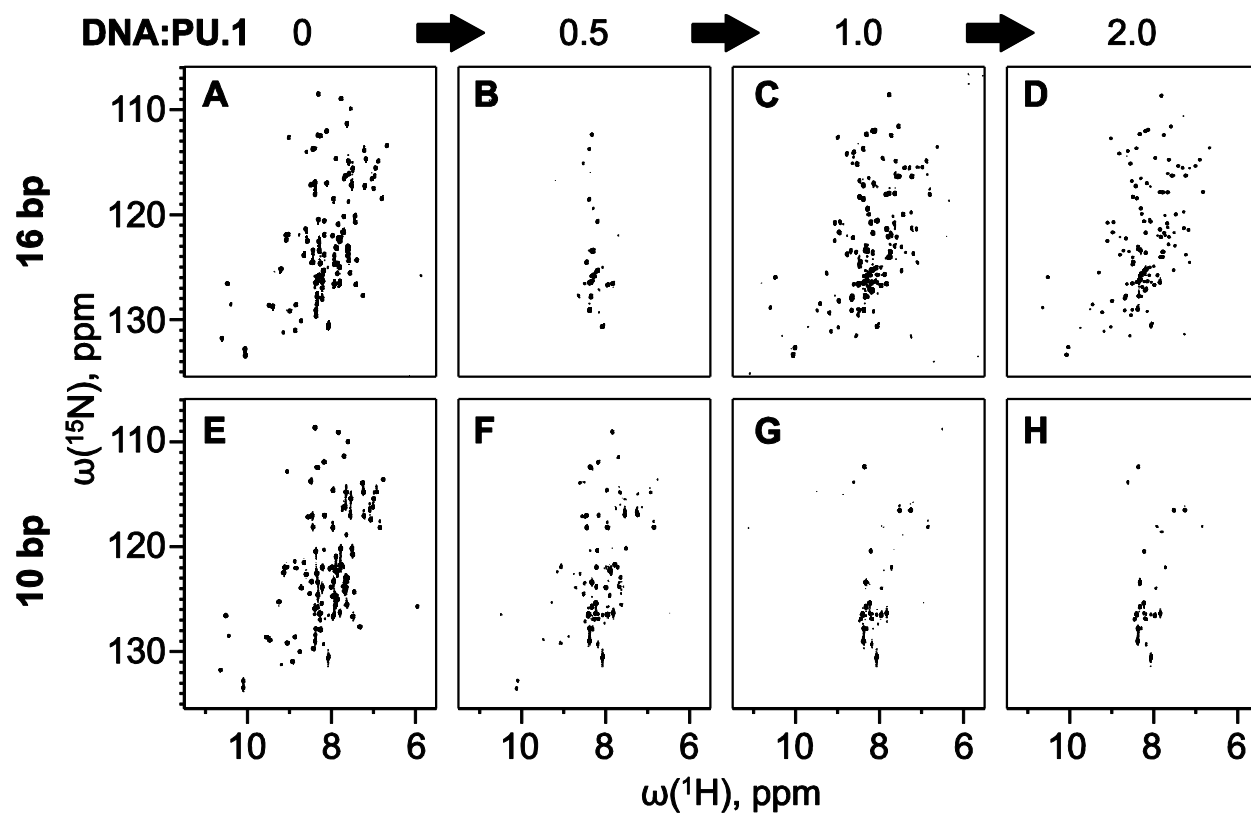 DNA:PU.1 0 0.5 1.0 2.0
A B C D
110
120
130
16 bp
ω(¹⁵N), ppm
E F G H
110
120
130
10 bp
10 8 6 10 8 6 10 8 6 10 8 6
ω(¹H), ppm